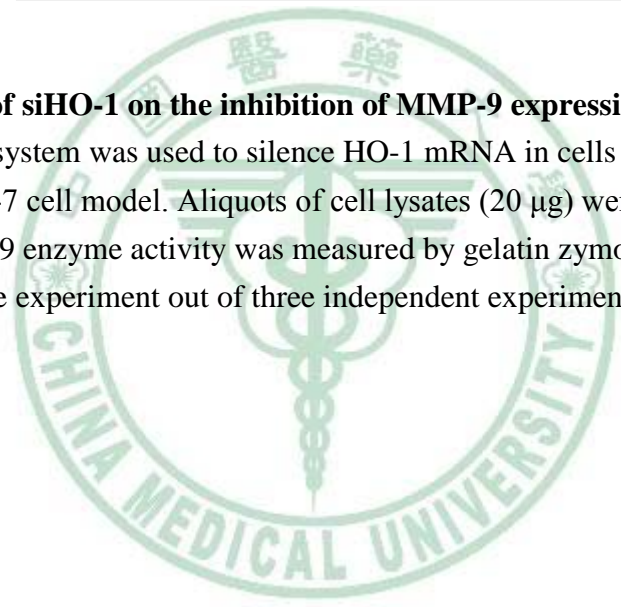 of siHO-1 on the inhibition of MMP-9 expressi
system was used to silence HO-1 mRNA in cells
-7 cell model. Aliquots of cell lysates (20 μg) wer
9 enzyme activity was measured by gelatin zymo
e experiment out of three independent experimen
醫藥
CHINA MEDICAL UNIVERSITY